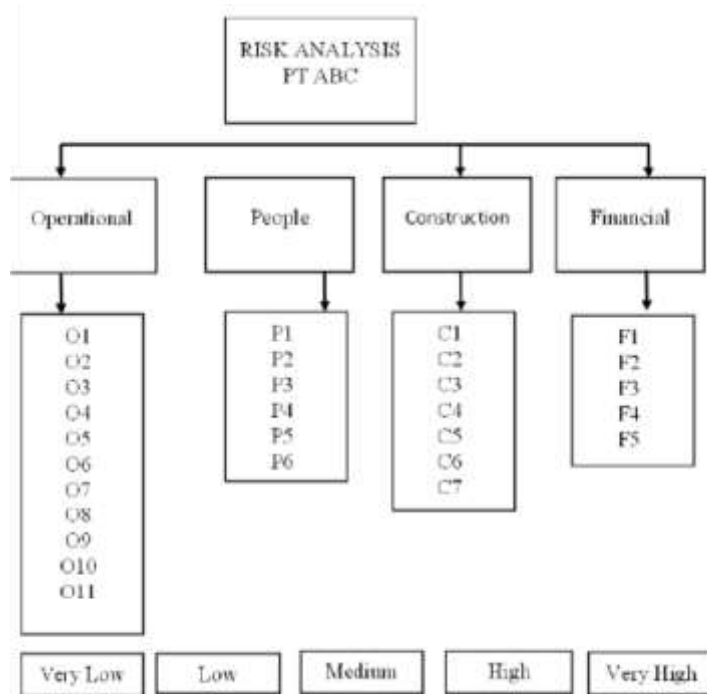 RISK ANALYSIS
PT ABC
Operational
People
Construction
Financial
O1
O2
O3
O4
O5
O6
O7
O8
O9
O10
O11
P1
P2
P3
P4
P5
P6
C1
C2
C3
C4
C5
C6
C7
F1
F2
F3
F4
F5
Very Low
Low
Medium
High
Very High